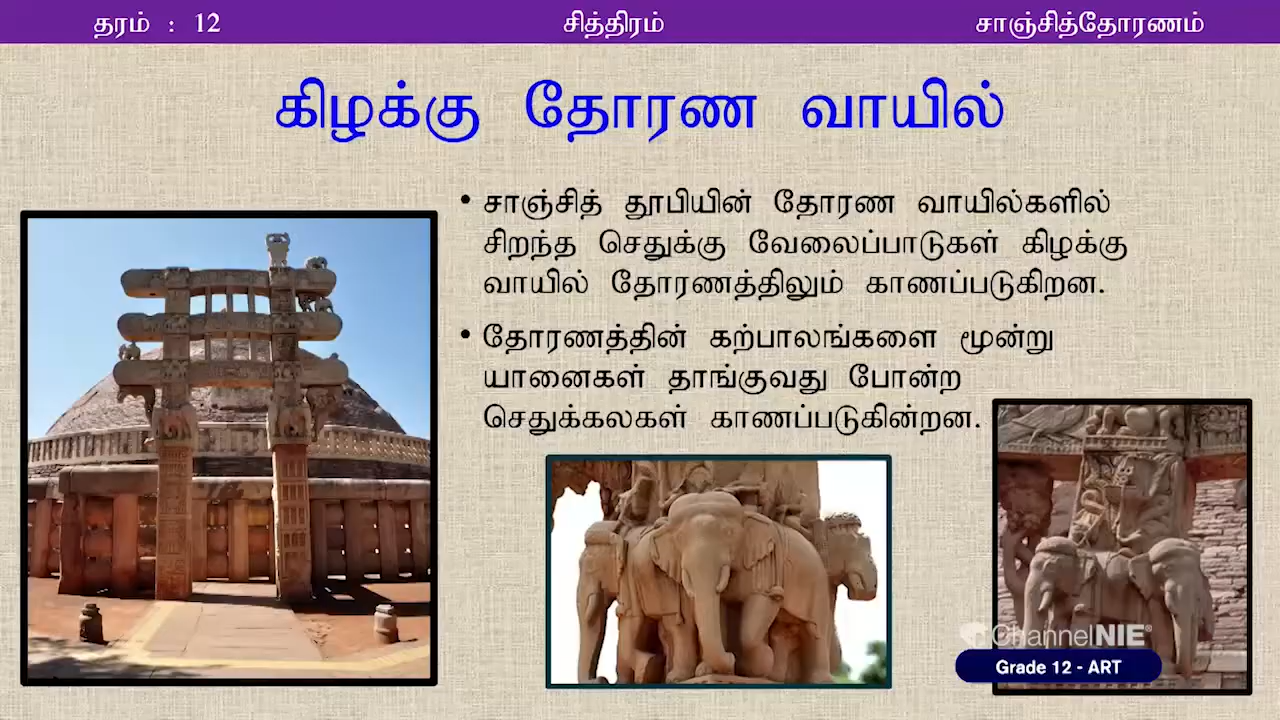 தரம் : 12
சித்திரம்
சாஞ்சித்தோரணம்
கிழக்கு தோரண வாயில்
• சாஞ்சித் தூபியின் தோரண வாயில்களில்
சிறந்த செதுக்கு வேலைப்பாடுகள் கிழக்கு
வாயில் தோரணத்திலும் காணப்படுகிறன.
• தோரணத்தின் கற்பாலங்களை மூன்று
யானைகள் தாங்குவது போன்ற
செதுக்கலகள் காணப்படுகின்றன.
ChannelNIE®
Grade 12 - ART